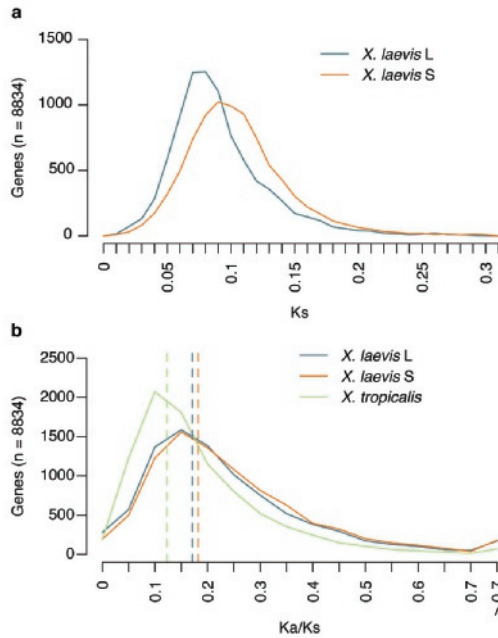 a
1500
1000
500
0
Genes (n = 8834)
X. laevis L
X. laevis S
0
0.05
0.1
0.15
0.2
0.25
0.3
Ks
b
2500
2000
1500
1000
500
0
Genes (n = 8834)
X. laevis L
X. laevis S
X. tropicalis
0
0.1
0.2
0.3
0.4
0.5
0.6
0.7
Ka/Ks